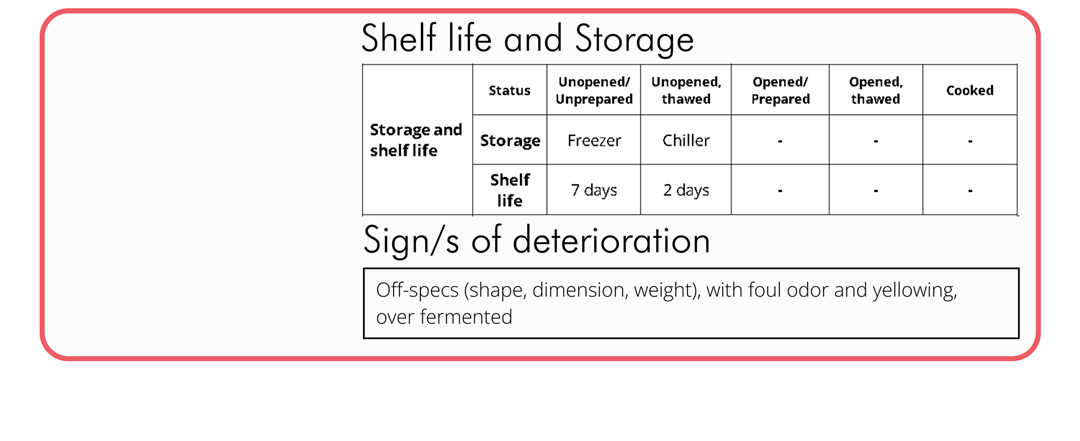 Shelf life and Storage
Storage and shelf life | Status | Unopened/ Unprepared | Unopened, thawed | Opened/ Prepared | Opened, thawed | Cooked
Storage | Freezer | Chiller | - | - | -
Shelf life | 7 days | 2 days | - | - | -
Sign/s of deterioration
Off-specs (shape, dimension, weight), with foul odor and yellowing,
over fermented